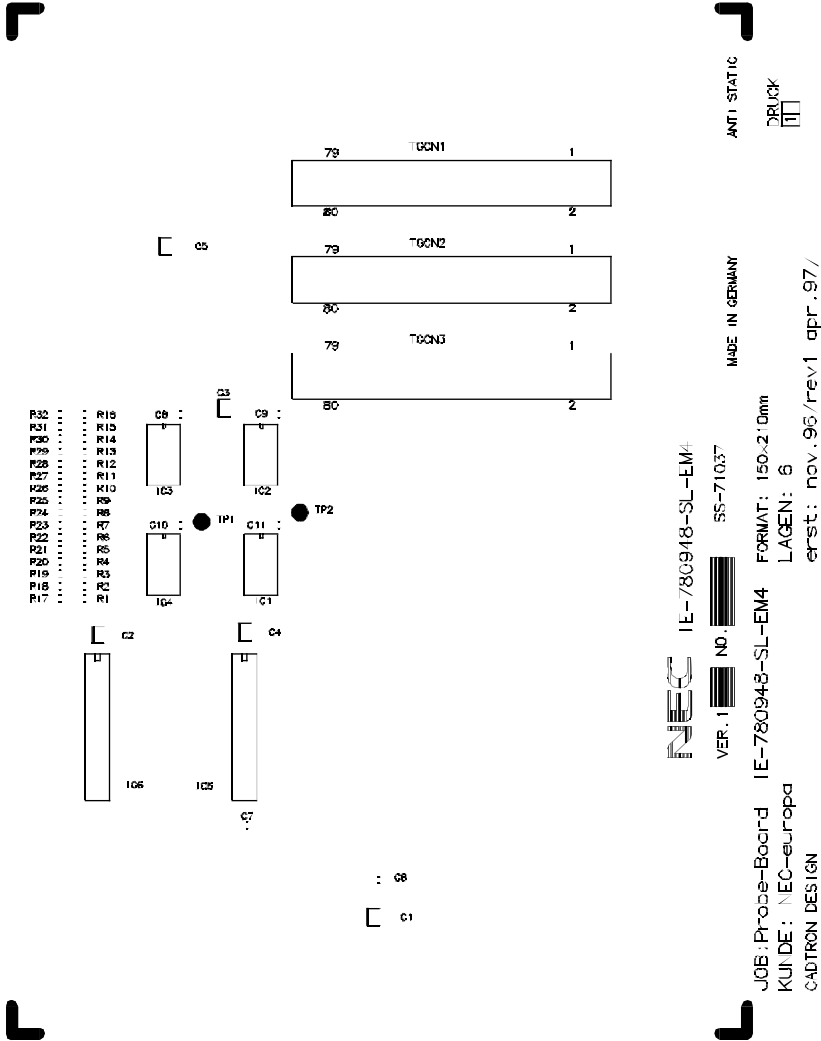 TGCN1
79 1
80 2
TGCN2
79 1
80 2
TGCN3
79 1
80 2
C5
C3
C8
C9
R32 R16
R31 R15
R30 R14
R29 R13
R28 R12
R27 R11
R26 R10
R25 R9
R24 R8
R23 R7
R22 R6
R21 R5
R20 R4
R19 R3
R18 R2
R17 R1
IC3
IC2
C10
TP1
C11
TP2
IC4
IC1
C2
C4
IC6
IC5
C7
C6
C1
ANTI STATIC
DRUCK
1
MADE IN GERMANY
NEC IE-780948-SL-EM4
VER. 1 NO. SS-71037
JOB:Probe-Board IE-780948-SL-EM4 FORMAT: 150x210mm
KUNDE: NEC-europa LAGEN: 6
CADTRON DESIGN erst: nov.96/rev1 apr.97/